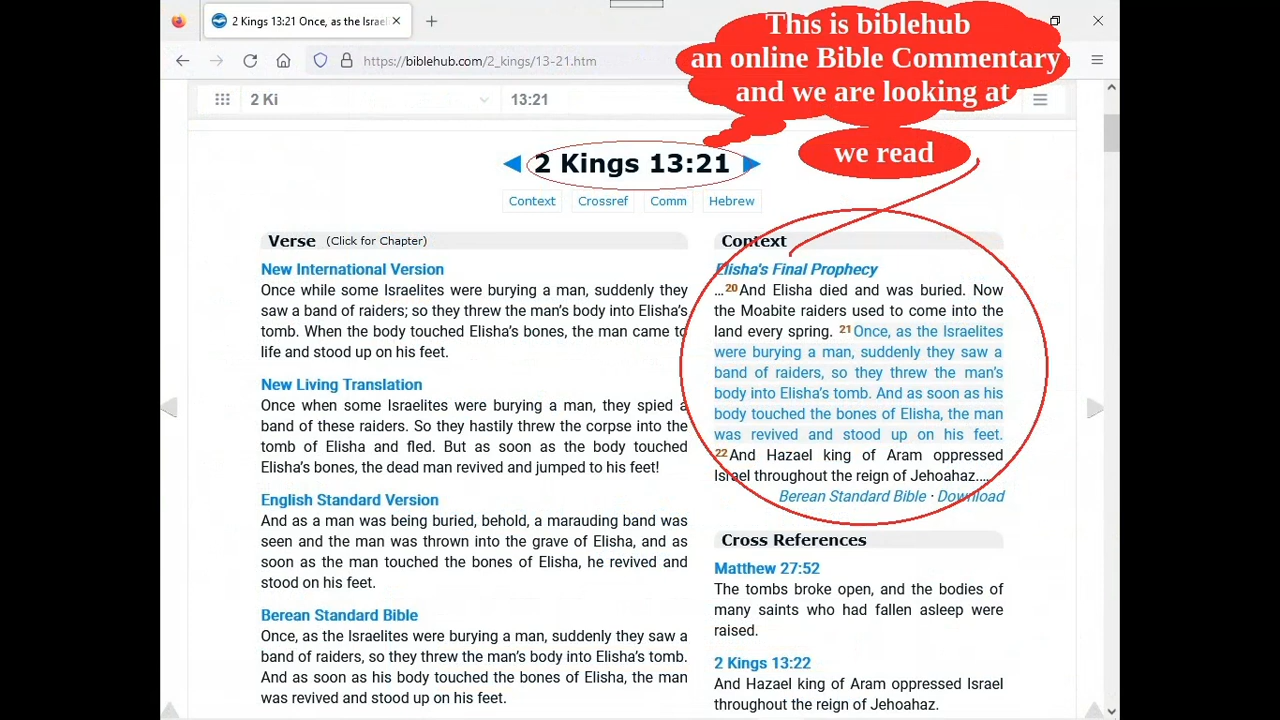 2 Kings 13:21 Once, as the Israel
This is biblehub
an online Bible Commentary
and we are looking at
https://biblehub.com/2_kings/13-21.htm
2 Ki
13:21
we read
2 Kings 13:21
Context
Crossref
Comm
Hebrew
Verse (Click for Chapter)
New International Version
Once while some Israelites were burying a man, suddenly they
saw a band of raiders; so they threw the man's body into Elisha's
tomb. When the body touched Elisha's bones, the man came to
life and stood up on his feet.
New Living Translation
Once when some Israelites were burying a man, they spied a
band of these raiders. So they hastily threw the corpse into the
tomb of Elisha and fled. But as soon as the body touched
Elisha's bones, the dead man revived and jumped to his feet!
English Standard Version
And as a man was being buried, behold, a marauding band was
seen and the man was thrown into the grave of Elisha, and as
soon as the man touched the bones of Elisha, he revived and
stood on his feet.
Berean Standard Bible
Once, as the Israelites were burying a man, suddenly they saw a
band of raiders, so they threw the man's body into Elisha's tomb.
And as soon as his body touched the bones of Elisha, the man
was revived and stood up on his feet.
Context
Elisha's Final Prophecy
…20And Elisha died and was buried. Now
the Moabite raiders used to come into the
land every spring. 21Once, as the Israelites
were burying a man, suddenly they saw a
band of raiders, so they threw the man's
body into Elisha's tomb. And as soon as his
body touched the bones of Elisha, the man
was revived and stood up on his feet.
22And Hazael king of Aram oppressed
Israel throughout the reign of Jehoahaz.…
Berean Standard Bible · Download
Cross References
Matthew 27:52
The tombs broke open, and the bodies of
many saints who had fallen asleep were
raised.
2 Kings 13:22
And Hazael king of Aram oppressed Israel
throughout the reign of Jehoahaz.